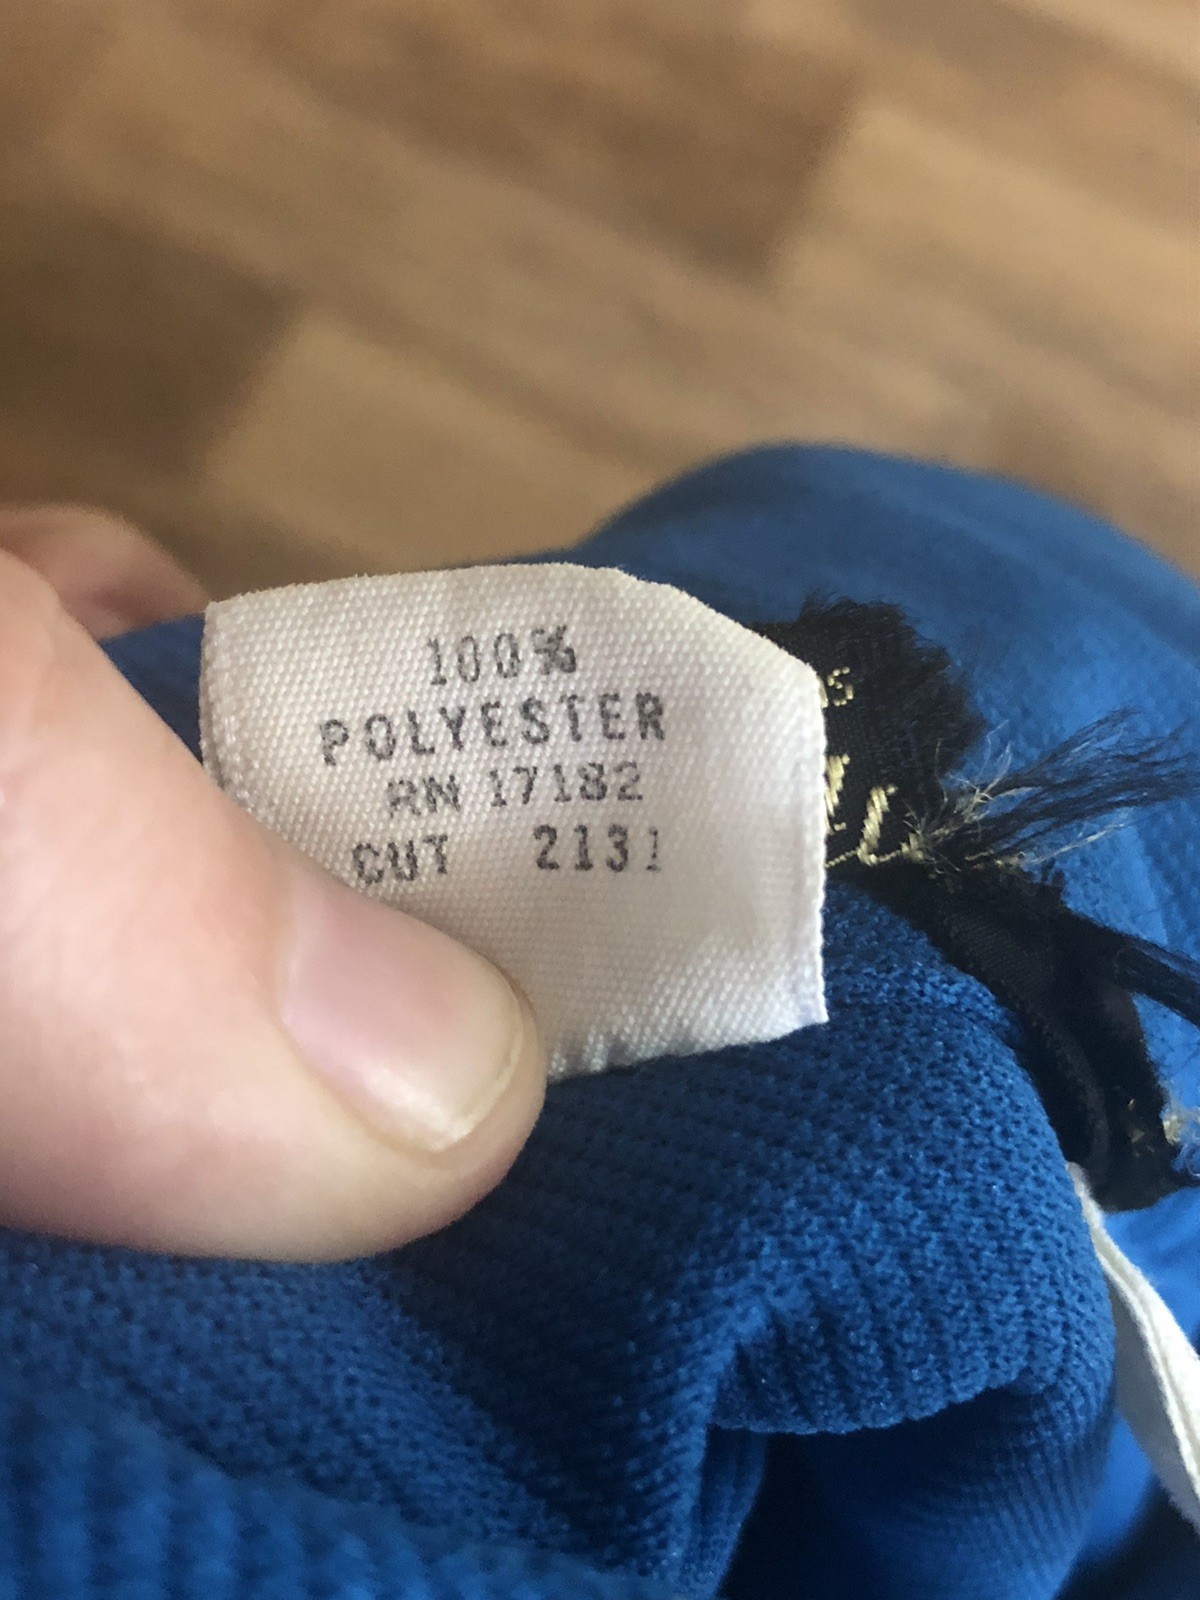 100%
POLYESTER
RN 17182
CUT 2131